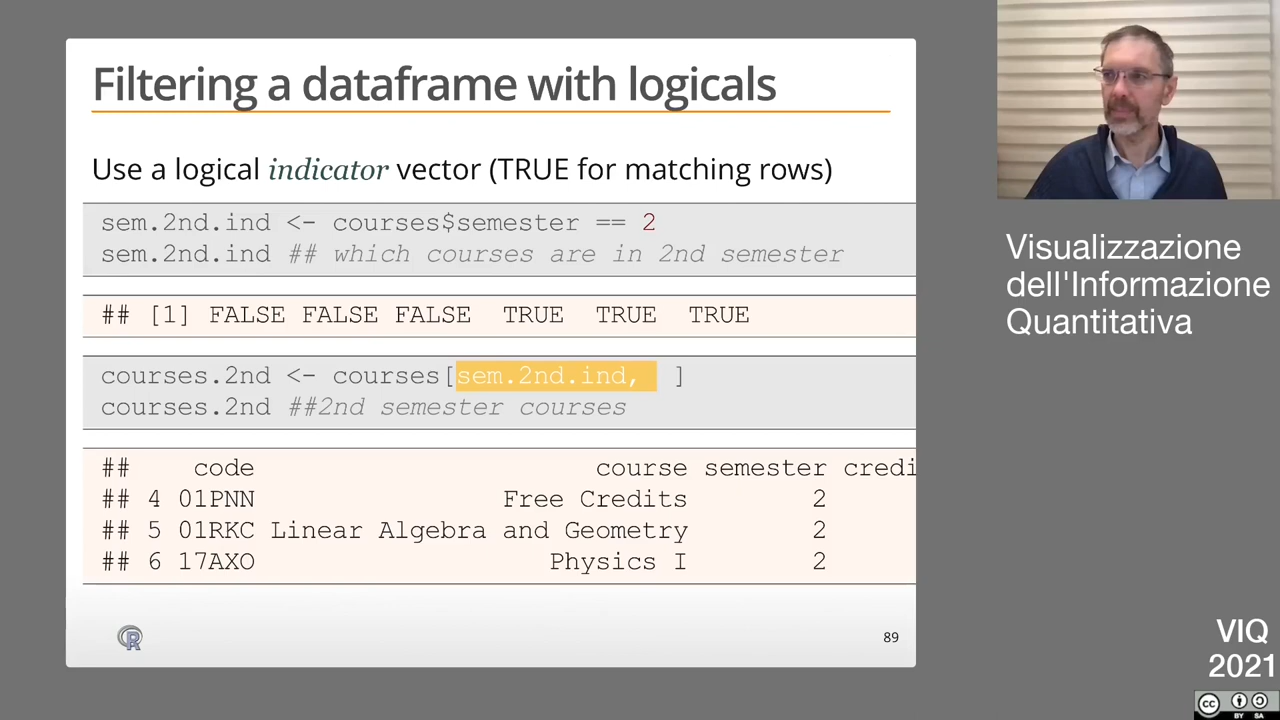 Filtering a dataframe with logicals
Use a logical indicator vector (TRUE for matching rows)
sem.2nd.ind <- courses$semester == 2
sem.2nd.ind ## which courses are in 2nd semester
## [1] FALSE FALSE FALSE TRUE TRUE TRUE
courses.2nd <- courses[sem.2nd.ind, ]
courses.2nd ##2nd semester courses
## code course semester credi
## 4 01PNN Free Credits 2
## 5 01RKC Linear Algebra and Geometry 2
## 6 17AXO Physics I 2
R
89
Visualizzazione
dell'Informazione
Quantitativa
VIQ
2021
cc
BY SA